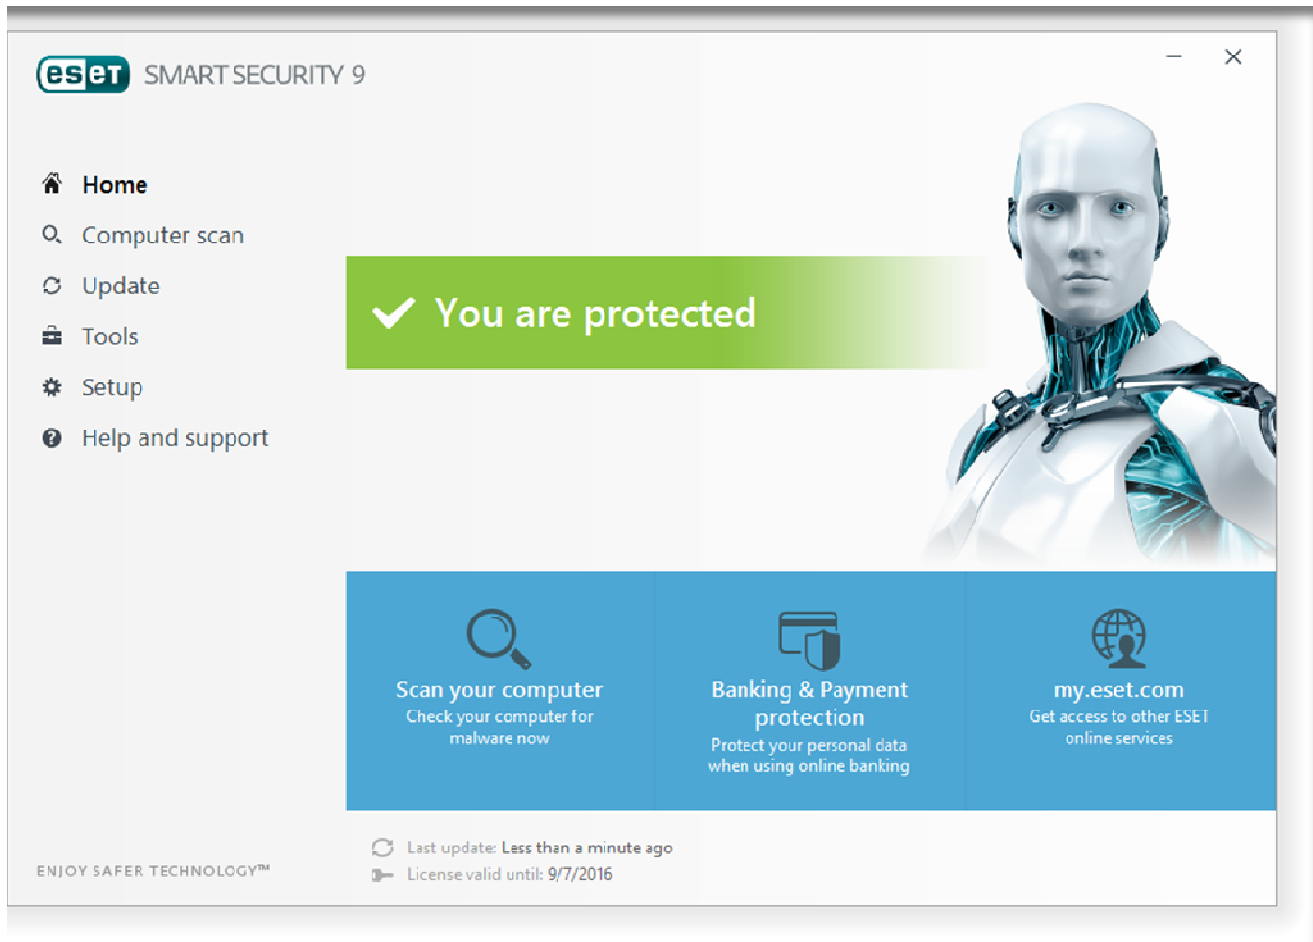 eset SMART SECURITY 9
Home
Computer scan
Update
Tools
Setup
Help and support
You are protected
Scan your computer
Check your computer for
malware now
Banking & Payment
protection
Protect your personal data
when using online banking
my.eset.com
Get access to other ESET
online services
Last update: Less than a minute ago
License valid until: 9/7/2016
ENJOY SAFER TECHNOLOGY™